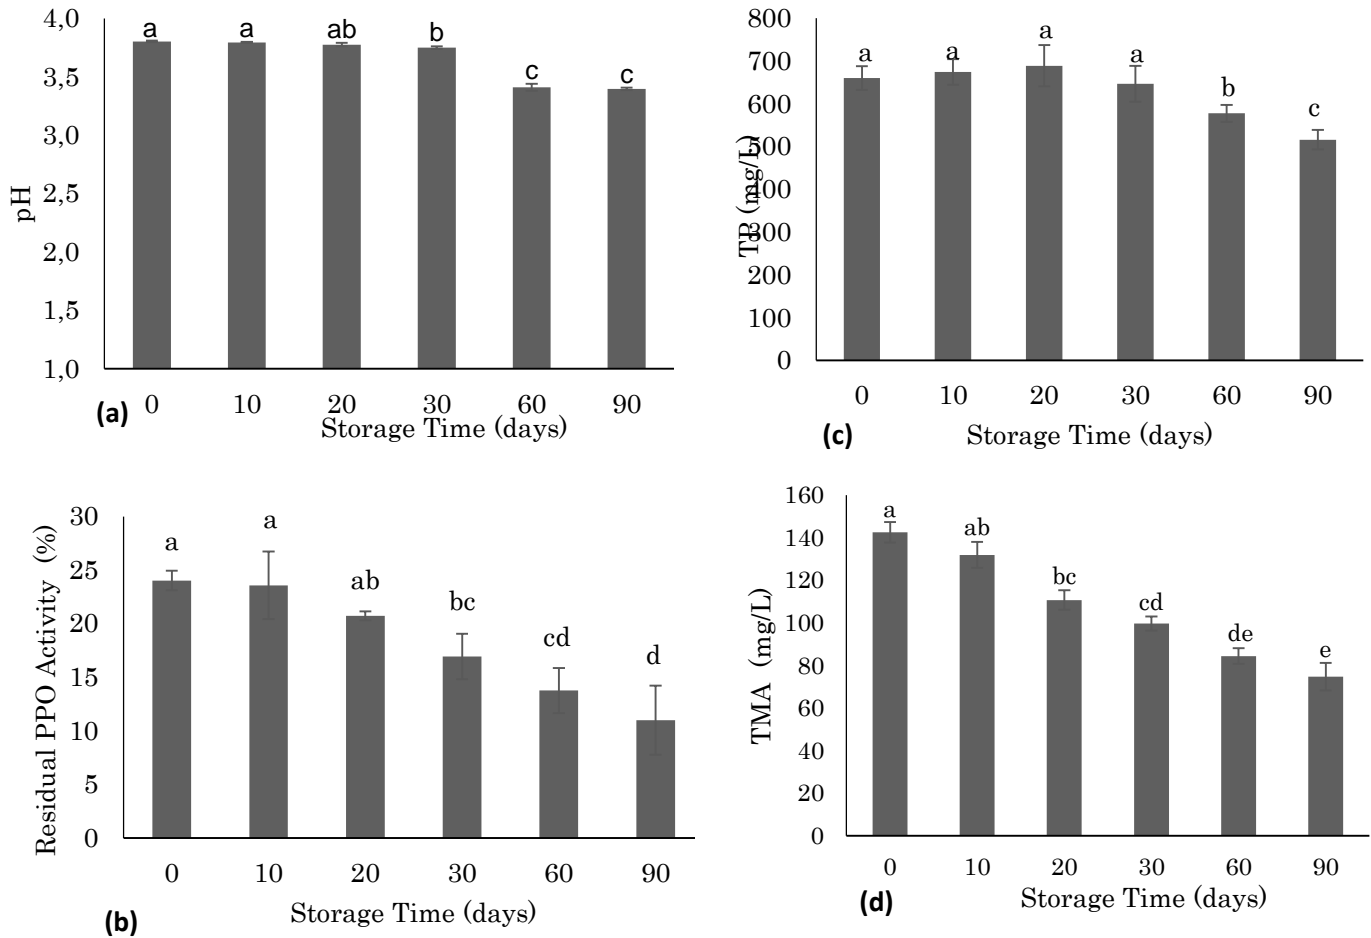 4,0
3,5
3,0
2,5
2,0
1,5
1,0
pH
a a ab b c c
0 10 20 30 60 90
(a)
Storage Time (days)
800
700
600
500
400
300
200
100
0
TP (mg/L)
a a a a b c
0 10 20 30 60 90
(c)
Storage Time (days)
30
25
20
15
10
5
0
Residual PPO Activity (%)
a a ab bc cd d
0 10 20 30 60 90
(b)
Storage Time (days)
160
140
120
100
80
60
40
20
0
TMA (mg/L)
a ab bc cd de e
0 10 20 30 60 90
(d)
Storage Time (days)